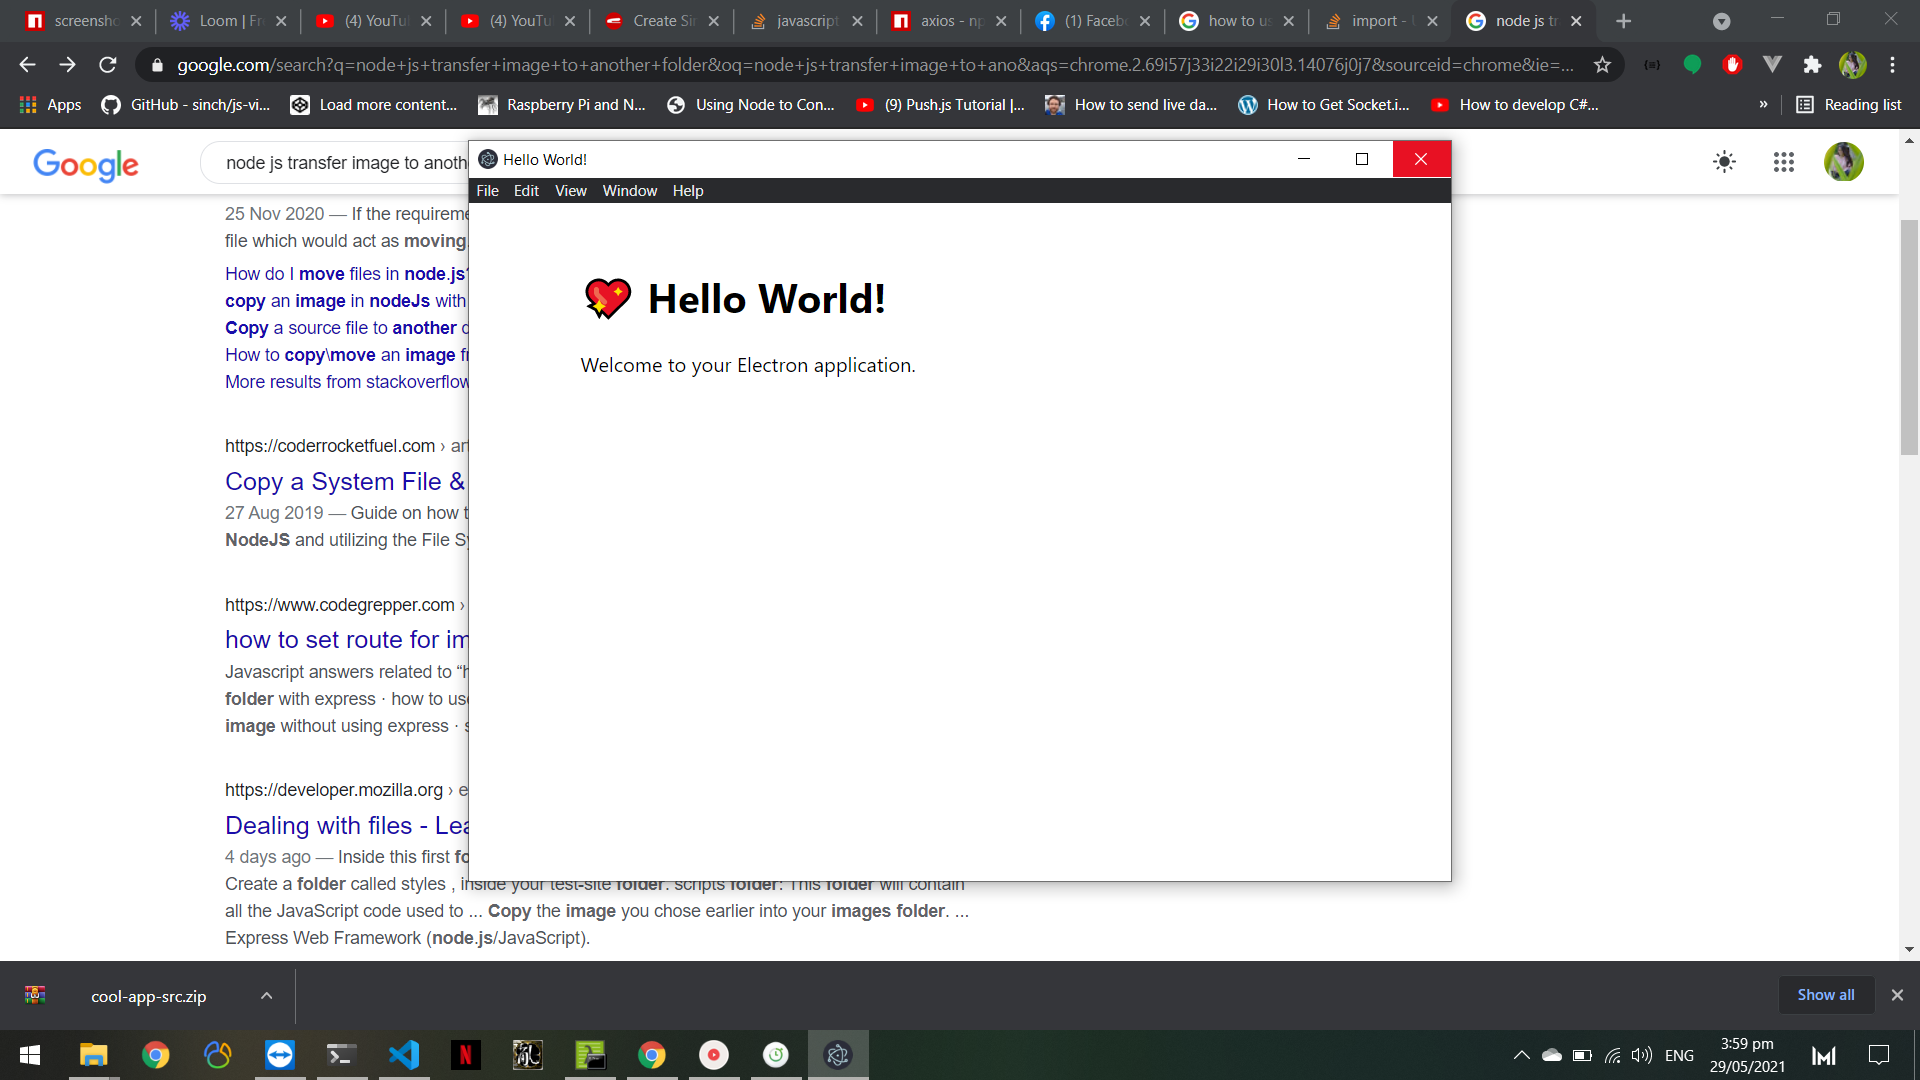 screensho
Loom | Fr
(4) YouTu
(4) YouTu
Create Sir
javascript
axios - np
(1) Facebo
how to us
import - 
node js tr
google.com/search?q=node+js+transfer+image+to+another+folder&oq=node+js+transfer+image+to+ano&aqs=chrome.2.69i57j33i22i29i30l3.14076j0j7&sourceid=chrome&ie=...
Apps
GitHub - sinch/js-vi...
Load more content...
Raspberry Pi and N...
Using Node to Con...
(9) Push.js Tutorial |...
How to send live da...
How to Get Socket.i...
How to develop C#...
»
Reading list
Google
node js transfer image to anoth
Hello World!
File Edit View Window Help
💖 Hello World!
Welcome to your Electron application.
25 Nov 2020 — If the requireme
file which would act as moving.
How do I move files in node.js?
copy an image in nodeJs with
Copy a source file to another d
How to copy\move an image f
More results from stackoverflow
https://coderrocketfuel.com › art
Copy a System File &
27 Aug 2019 — Guide on how t
NodeJS and utilizing the File Sy
https://www.codegrepper.com ›
how to set route for im
Javascript answers related to “h
folder with express · how to use
image without using express · s
https://developer.mozilla.org › e
Dealing with files - Lea
4 days ago — Inside this first fo
Create a folder called styles , inside your test-site folder. scripts folder: This folder will contain
all the JavaScript code used to ... Copy the image you chose earlier into your images folder. ...
Express Web Framework (node.js/JavaScript).
cool-app-src.zip
Show all
ENG
3:59 pm
29/05/2021